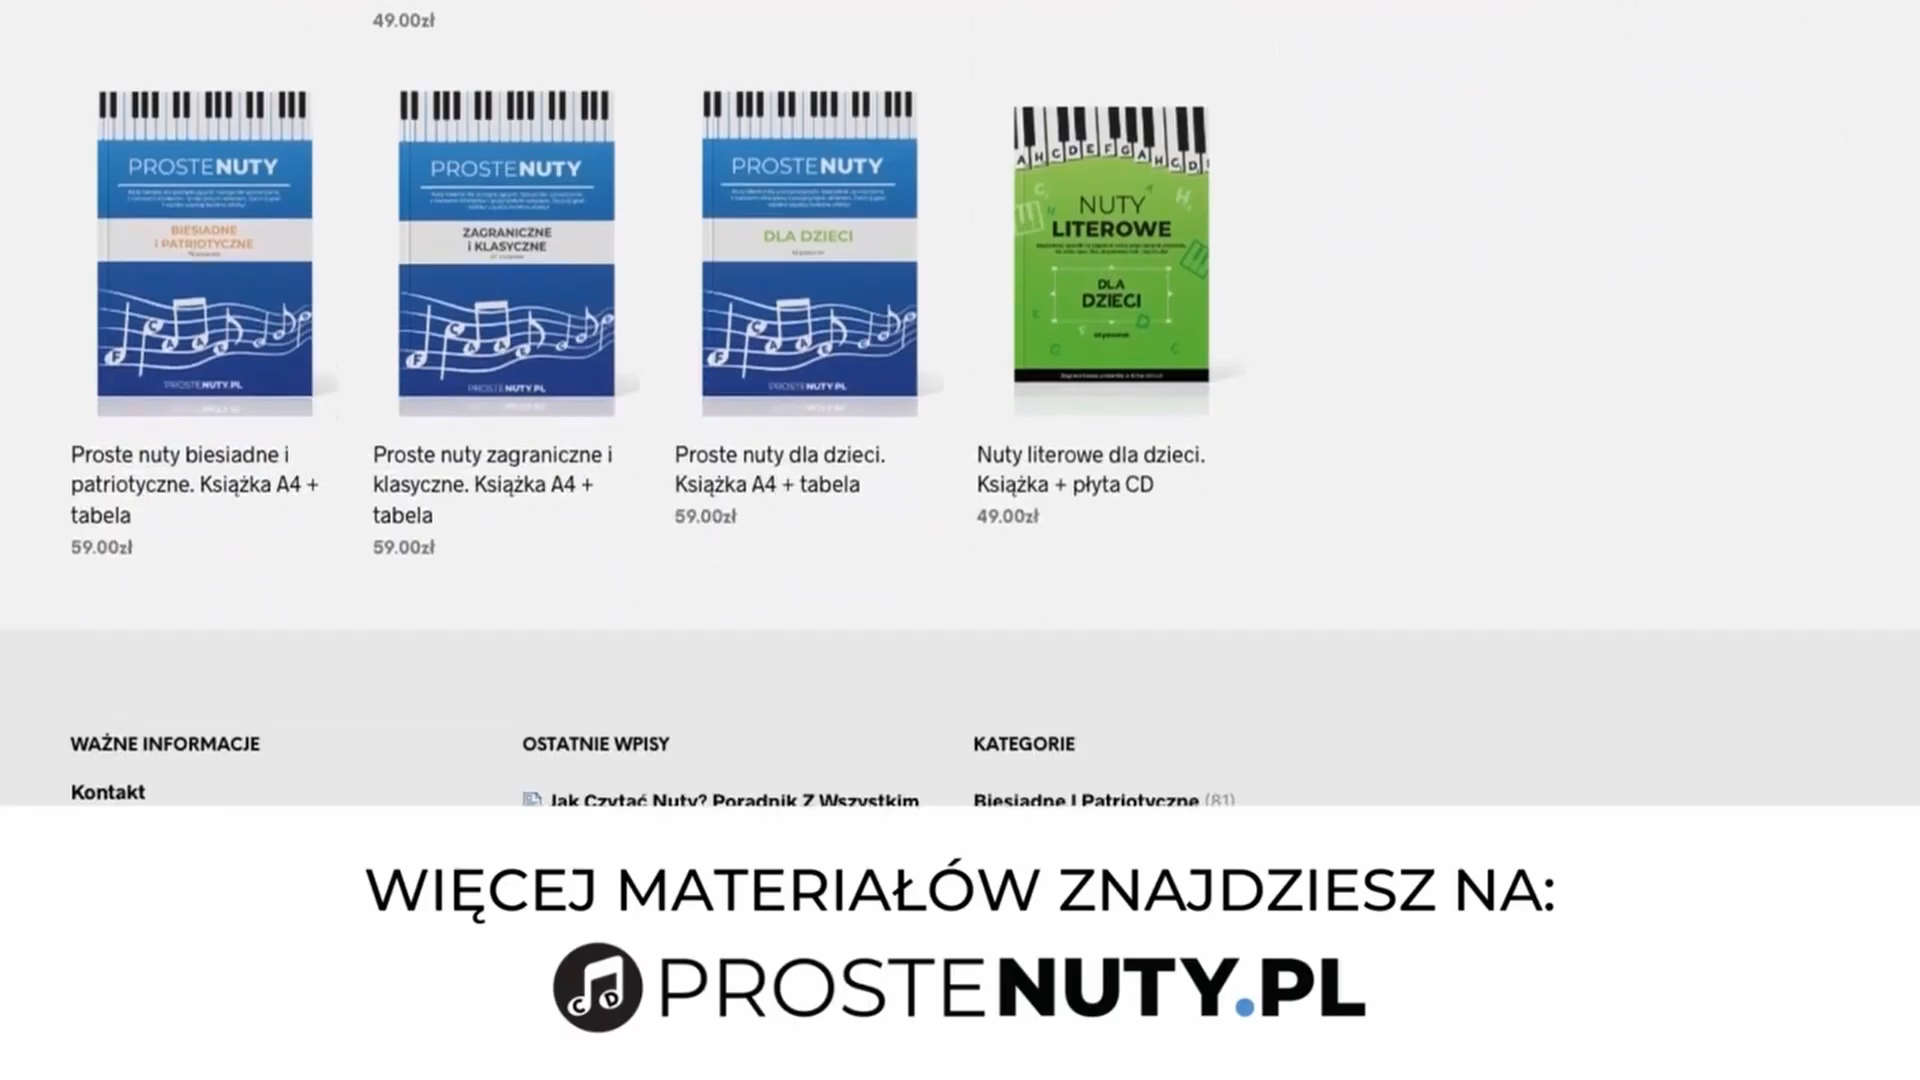 49.00zł
PROSTENUTY
BIESIADNE
i PATRIOTYCZNE
PROSTENUTY.PL
PROSTENUTY
ZAGRANICZNE
i KLASYCZNE
PROSTENUTY.PL
PROSTENUTY
DLA DZIECI
PROSTENUTY.PL
A H C D E F G A H C D
NUTY
LITEROWE
DLA
DZIECI
Proste nuty biesiadne i
patriotyczne. Książka A4 +
tabela
59.00zł
Proste nuty zagraniczne i
klasyczne. Książka A4 +
tabela
59.00zł
Proste nuty dla dzieci.
Książka A4 + tabela
59.00zł
Nuty literowe dla dzieci.
Książka + płyta CD
49.00zł
WAŻNE INFORMACJE
Kontakt
OSTATNIE WPISY
Jak Czytać Nuty? Poradnik Z Wszystkim
KATEGORIE
Biesiadne I Patriotyczne (81)
WIĘCEJ MATERIAŁÓW ZNAJDZIESZ NA:
C D PROSTENUTY.PL